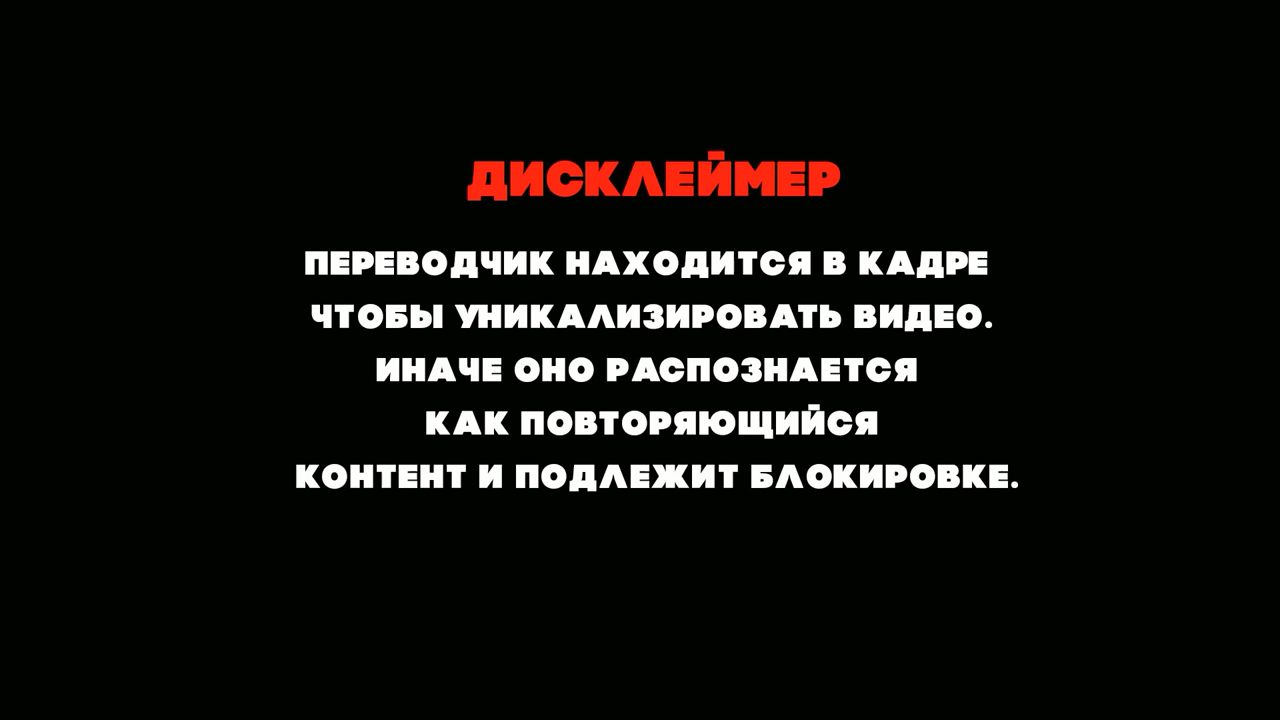 ДИСКЛЕЙМЕР
ПЕРЕВОДЧИК НАХОДИТСЯ В КАДРЕ
ЧТОБЫ УНИКАЛИЗИРОВАТЬ ВИДЕО.
ИНАЧЕ ОНО РАСПОЗНАЕТСЯ
КАК ПОВТОРЯЮЩИЙСЯ
КОНТЕНТ И ПОДЛЕЖИТ БЛОКИРОВКЕ.